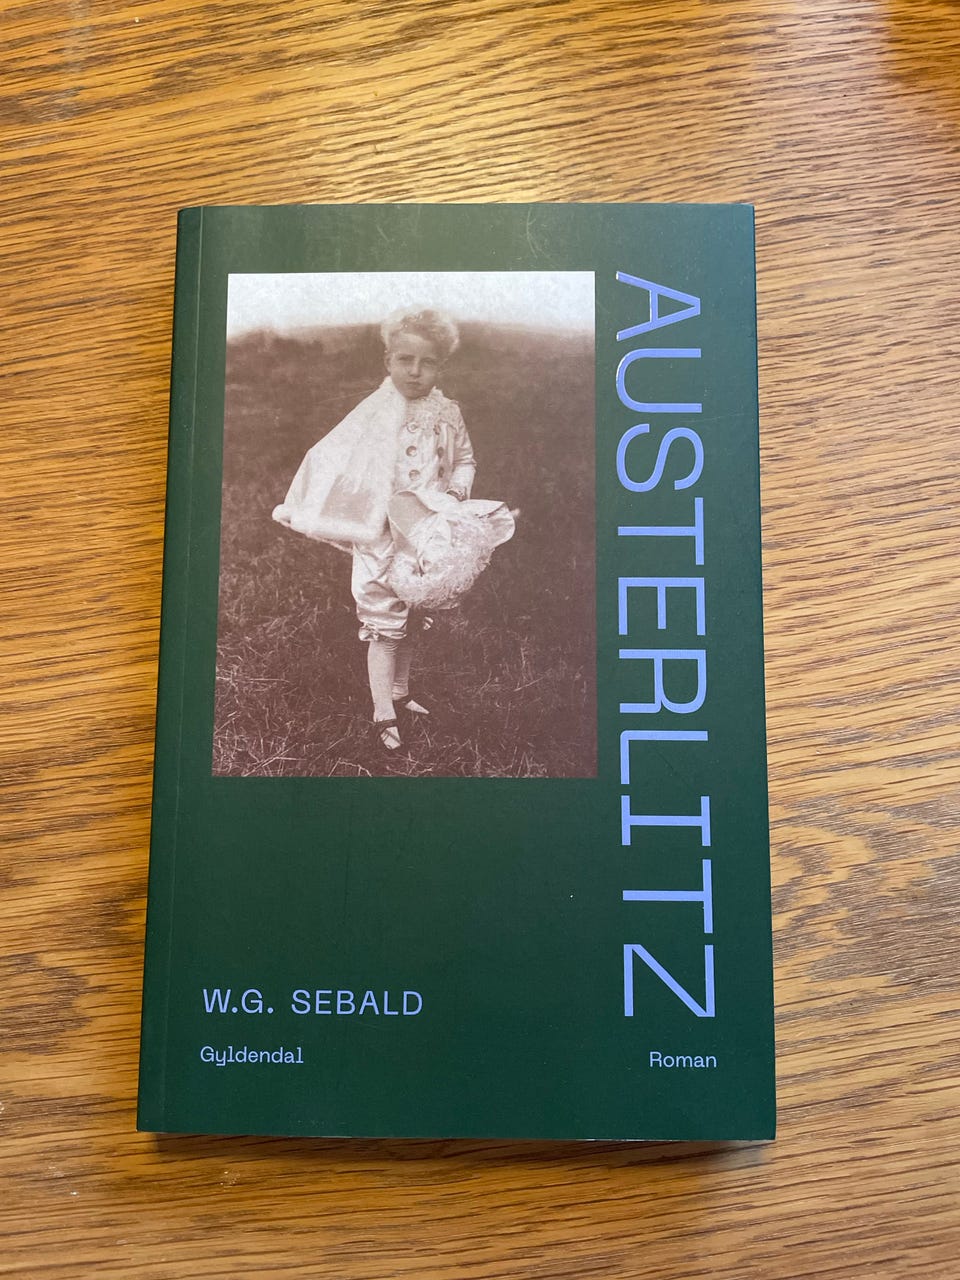 AUSTERLITZ
W.G. SEBALD
Gyldendal
Roman